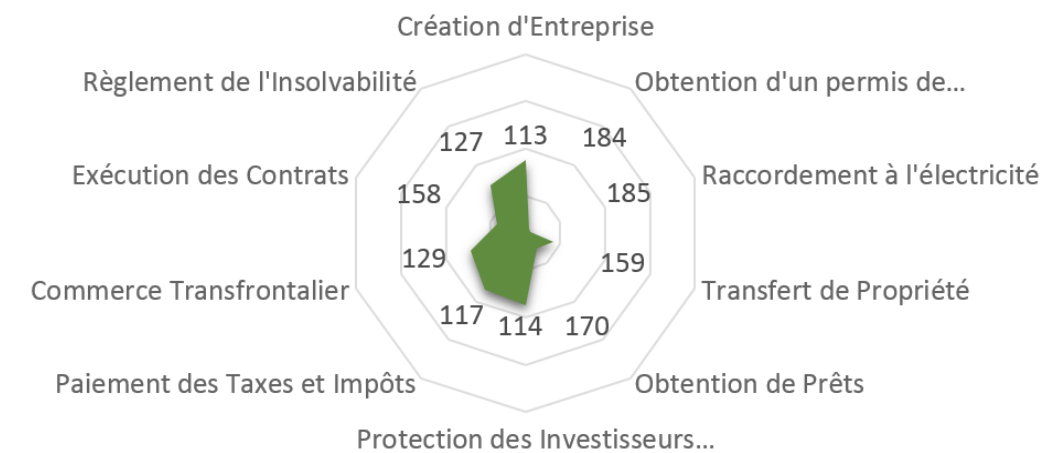 Création d'Entreprise
Règlement de l'Insolvabilité
Obtention d'un permis de...
127
113
184
Exécution des Contrats
158
185
Raccordement à l'électricité
Commerce Transfrontalier
129
159
Transfert de Propriété
117
114
170
Paiement des Taxes et Impôts
Obtention de Prêts
Protection des Investisseurs...